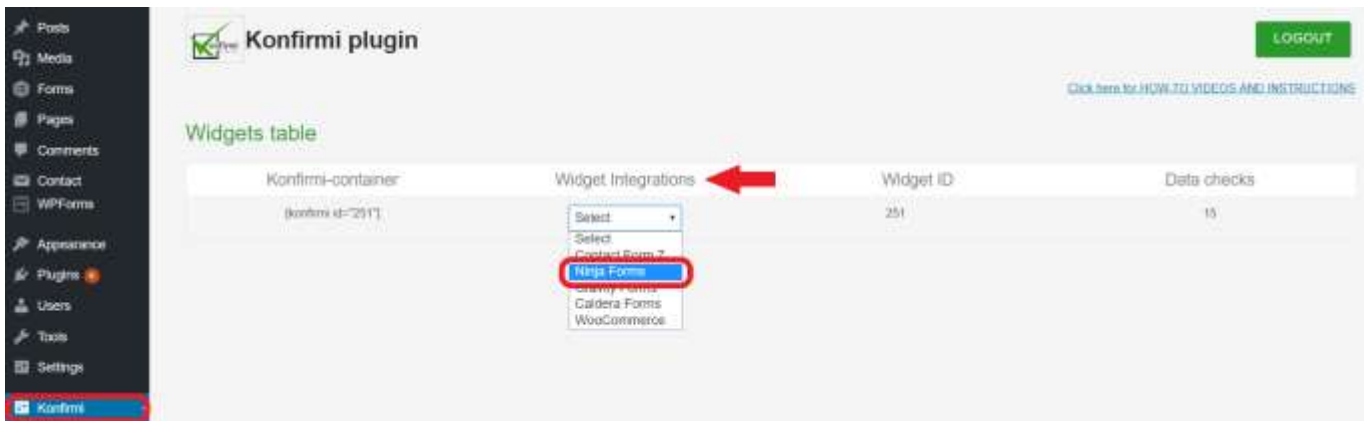 Posts
Media
Forms
Pages
Comments
Contact
WPForms
Appearance
Plugins
Users
Tools
Settings
Konfirmi
Konfirmi plugin
LOGOUT
Click here for HOW-TO VIDEOS AND INSTRUCTIONS
Widgets table
Konfirmi-container Widget Integrations Widget ID Data checks
[konfirmi id="251"] Select 251 15
Select
Contact Form 7
Ninja Forms
Gravity Forms
Caldera Forms
WooCommerce